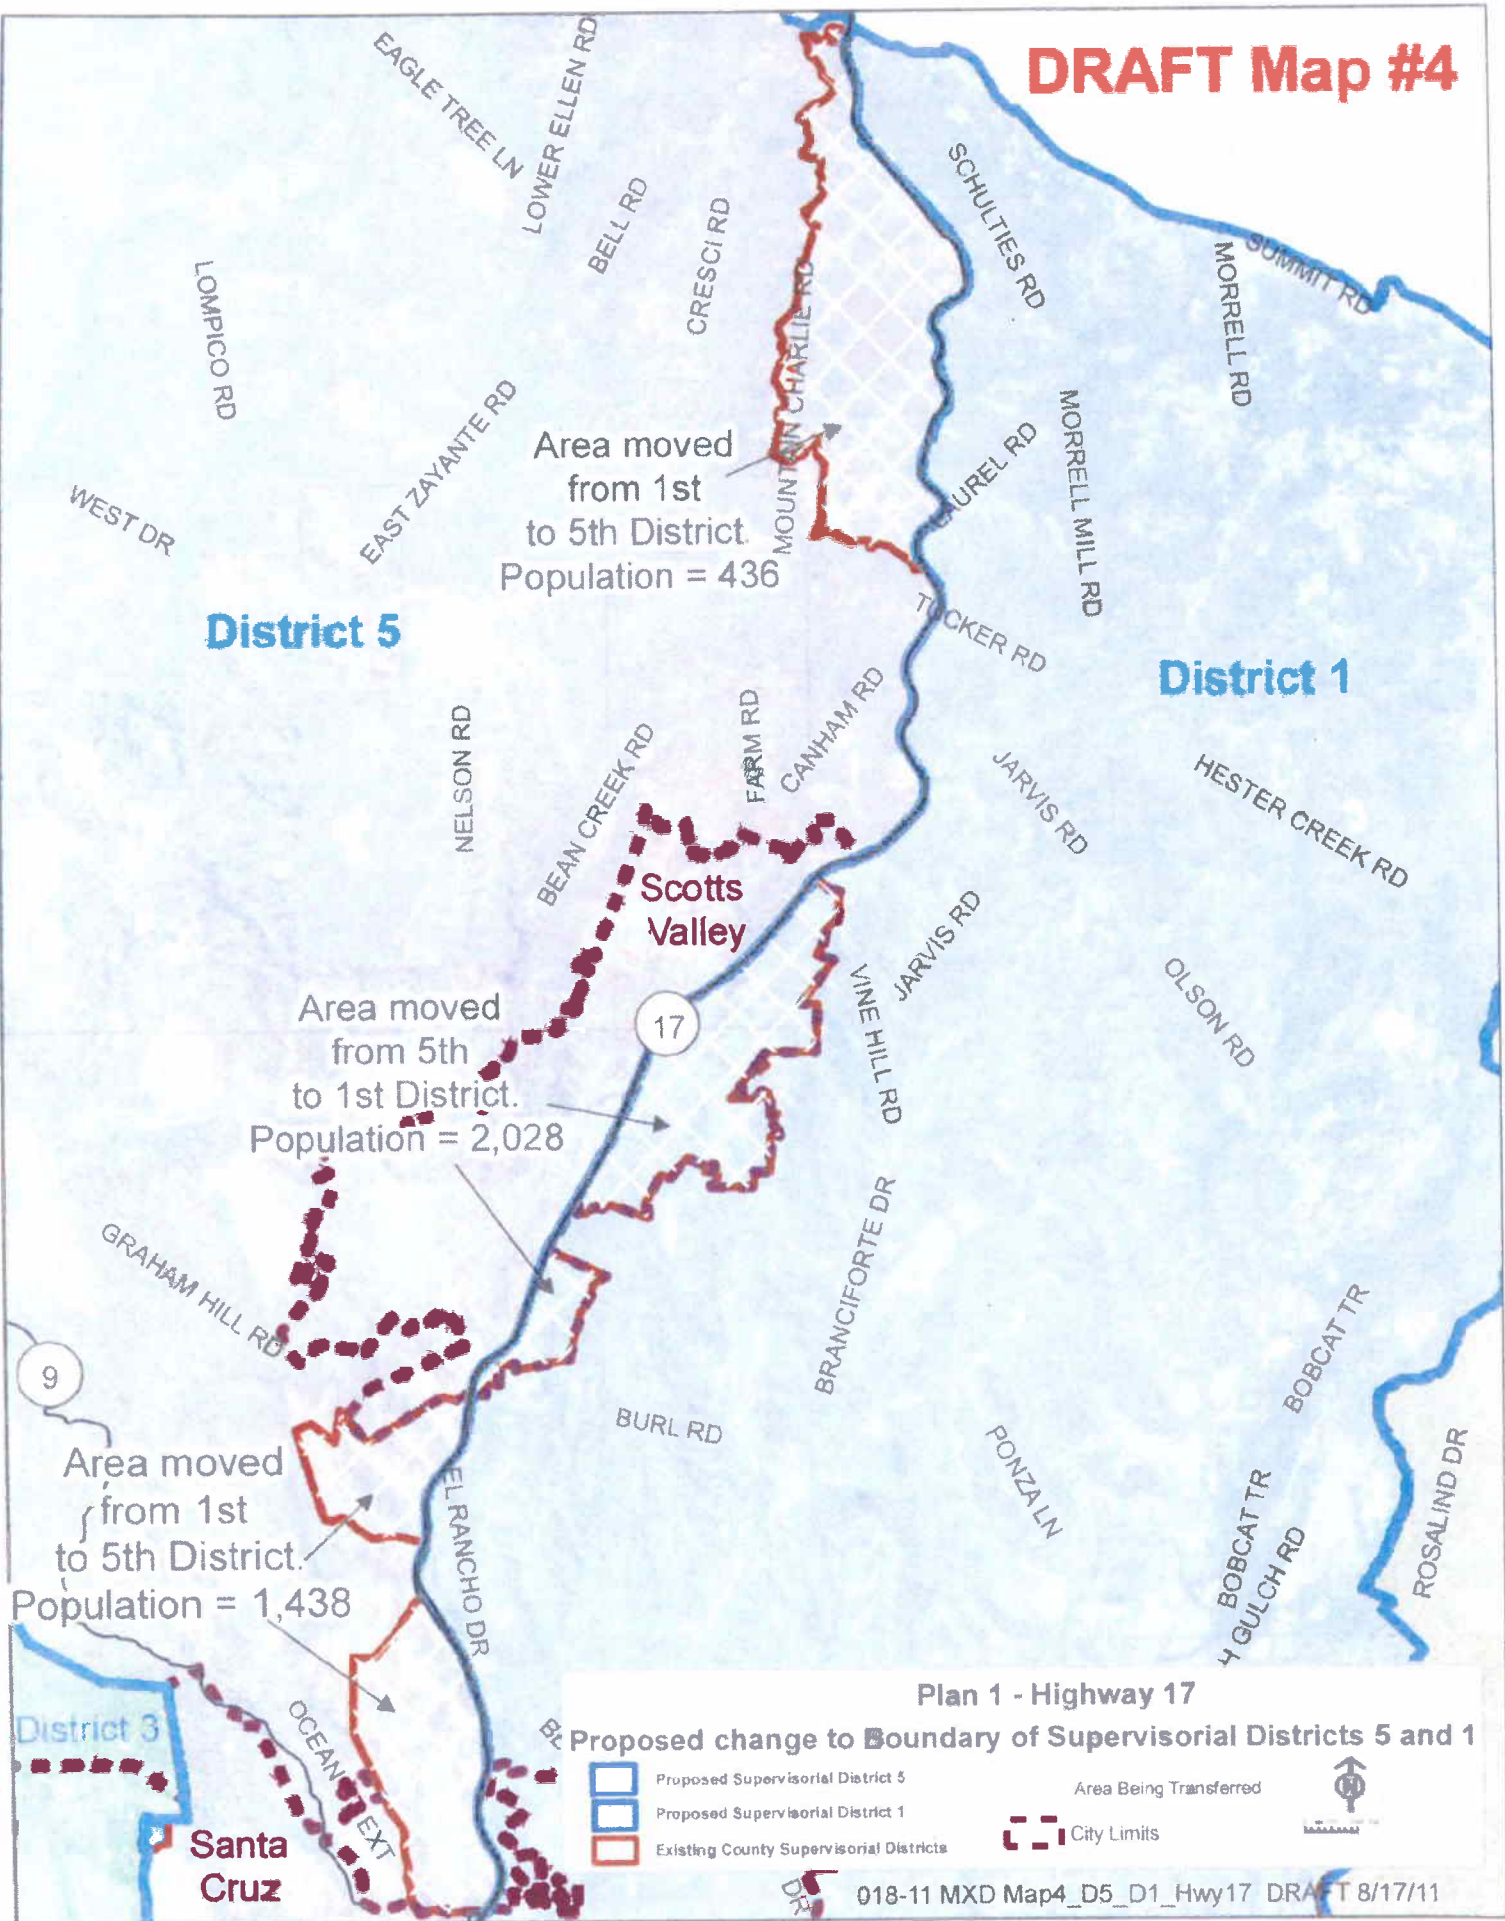 DRAFT Map #4
EAGLE TREE LN
LOWER ELLEN RD
BELL RD
CRESCI RD
SCHULTIES RD
SUMMIT RD
MORRELL RD
LOMPICO RD
MOUNTAIN CHARLIE RD
EAST ZAYANTE RD
WEST DR
Area moved
from 1st
to 5th District.
Population = 436
LAUREL RD
MORRELL MILL RD
TUCKER RD
District 5
District 1
NELSON RD
BEAN CREEK RD
FARM RD
CANHAM RD
JARVIS RD
HESTER CREEK RD
Scotts
Valley
JARVIS RD
VINE HILL RD
OLSON RD
17
Area moved
from 5th
to 1st District.
Population = 2,028
GRAHAM HILL RD
BRANCIFORTE DR
BOBCAT TR
9
BURL RD
PONZA LN
ROSALIND DR
BOBCAT TR
GULCH RD
Area moved
from 1st
to 5th District.
Population = 1,438
EL RANCHO DR
District 3
OCEAN
EXT
Santa
Cruz
DR
Plan 1 - Highway 17
Proposed change to Boundary of Supervisorial Districts 5 and 1
Proposed Supervisorial District 5
Proposed Supervisorial District 1
Existing County Supervisorial Districts
Area Being Transferred
City Limits
N
018-11 MXD Map4_D5_D1_Hwy17 DRAFT 8/17/11